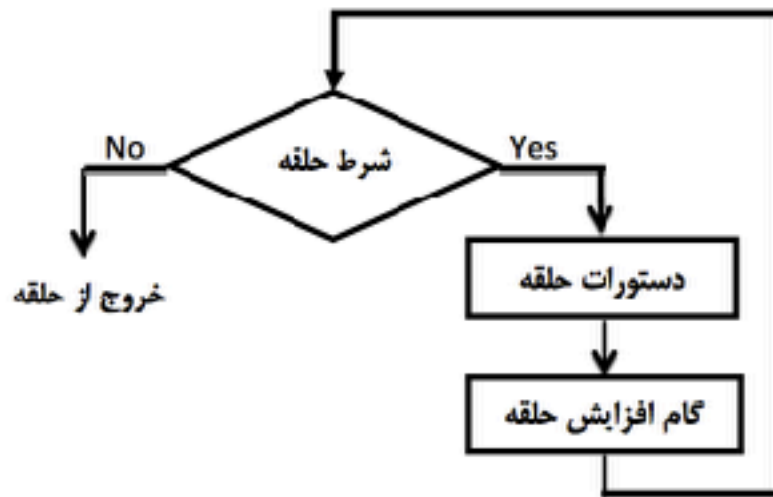 شرط حلقه
No
Yes
دستورات حلقه
خروج از حلقه
گام افزایش حلقه